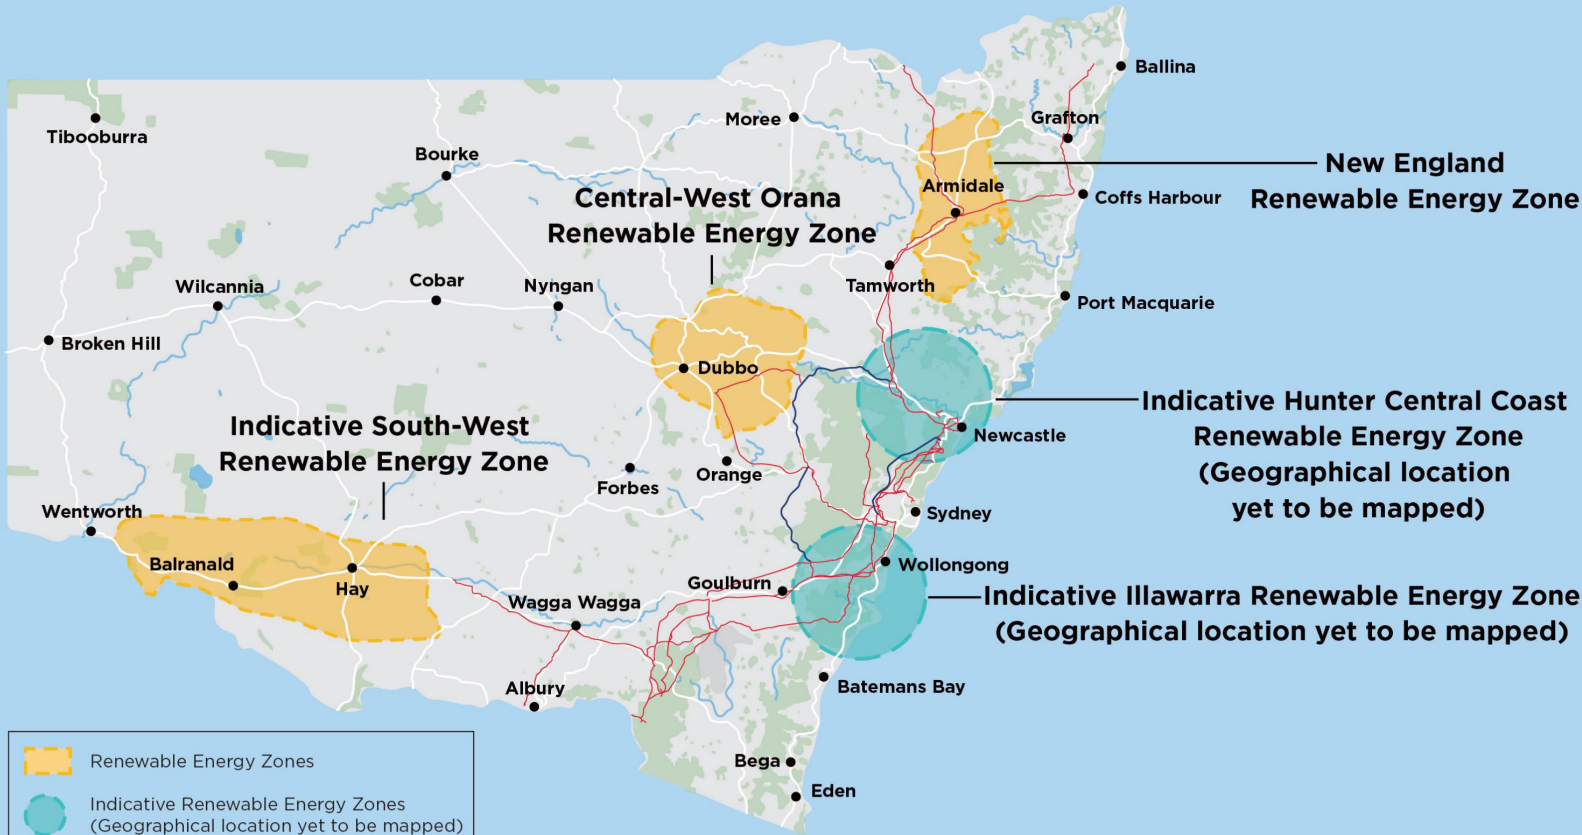 Ballina
Tibooburra
Moree
Grafton
Bourke
New England
Renewable Energy Zone
Central-West Orana
Renewable Energy Zone
Armidale
Coffs Harbour
Wilcannia
Cobar
Nyngan
Tamworth
Port Macquarie
Broken Hill
Dubbo
Indicative Hunter Central Coast
Renewable Energy Zone
(Geographical location
yet to be mapped)
Indicative South-West
Renewable Energy Zone
Newcastle
Orange
Forbes
Wentworth
Sydney
Balranald
Hay
Wollongong
Goulburn
Wagga Wagga
Indicative Illawarra Renewable Energy Zone
(Geographical location yet to be mapped)
Albury
Batemans Bay
Bega
Eden
Renewable Energy Zones
Indicative Renewable Energy Zones
(Geographical location yet to be mapped)